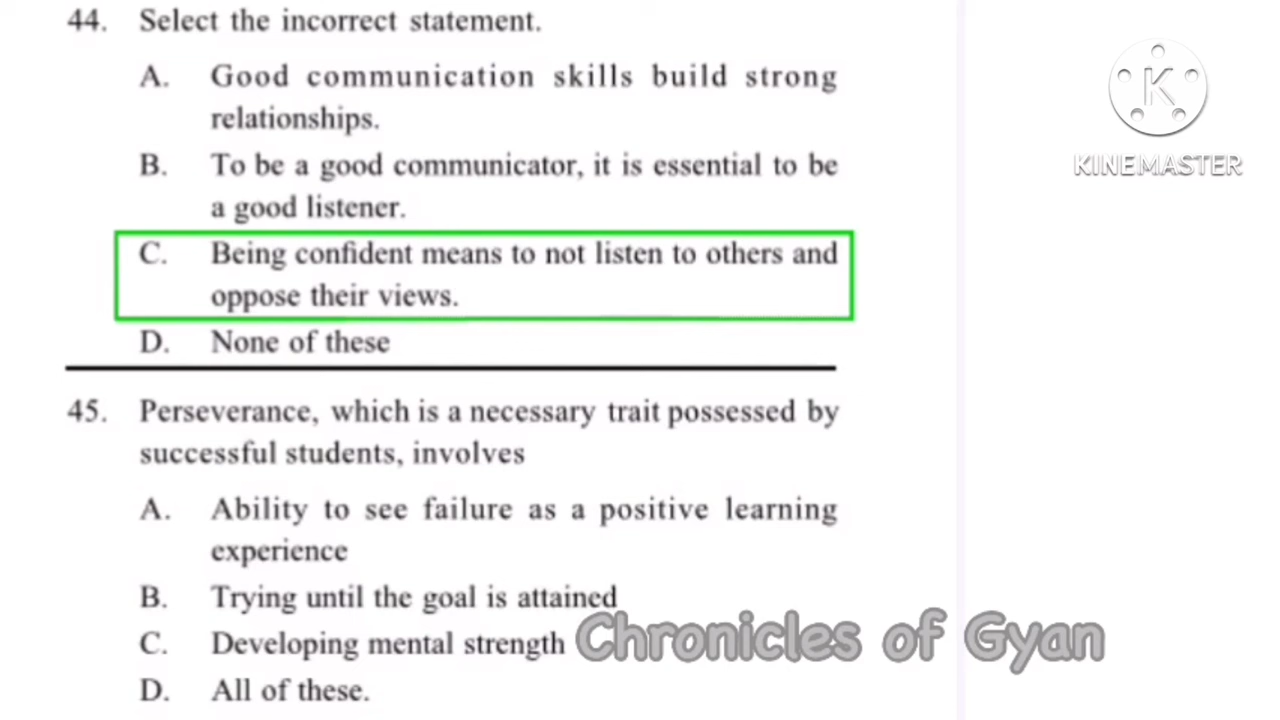 44. Select the incorrect statement.
A. Good communication skills build strong
relationships.
B. To be a good communicator, it is essential to be
a good listener.
C. Being confident means to not listen to others and
oppose their views.
D. None of these
45. Perseverance, which is a necessary trait possessed by
successful students, involves
A. Ability to see failure as a positive learning
experience
B. Trying until the goal is attained
C. Developing mental strength
D. All of these.
K
KINEMASTER
Chronicles of Gyan